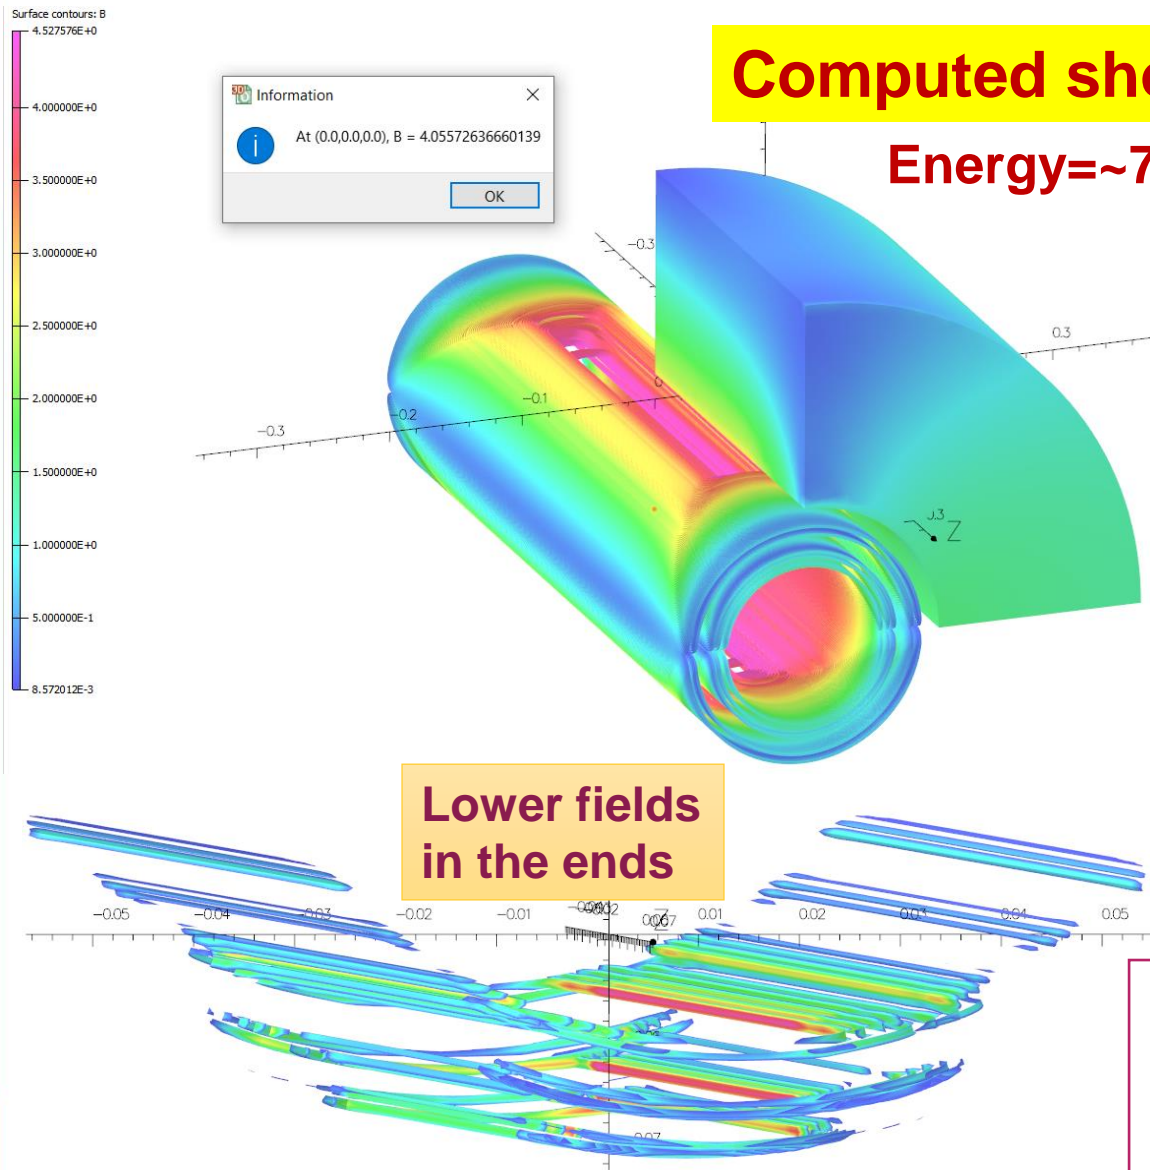 Surface contours: B
4.527576E+0
4.000000E+0
3.500000E+0
3.000000E+0
2.500000E+0
2.000000E+0
1.500000E+0
1.000000E+0
5.000000E-1
8.572012E-3
Information
At (0.0,0.0,0.0), B = 4.05572636660139
OK
Computed sho
Energy=~7
-0.3
0.3
0
-0.1
-0.2
-0.3
Z
Lower fields
in the ends
-0.05
-0.04
-0.03
-0.02
-0.01
0.01
0.02
0.03
0.04
0.05